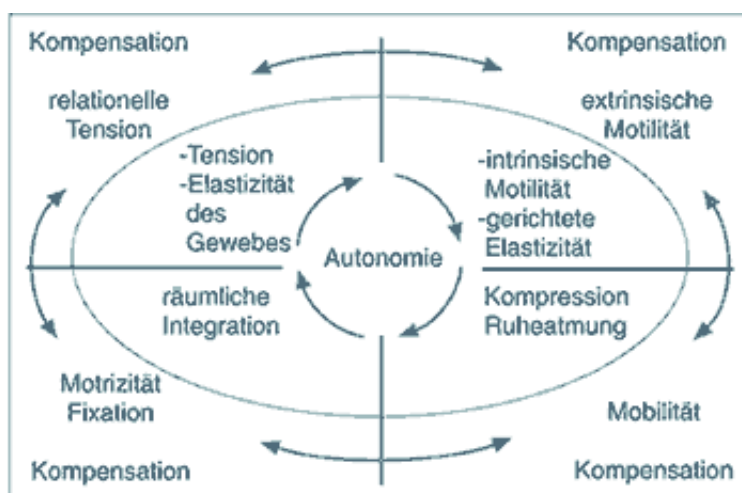 Kompensation
Kompensation
relationelle
Tension
extrinsische
Motilität
-Tension
-Elastizität
des
Gewebes
-intrinsische
Motilität
-gerichtete
Elastizität
Autonomie
räumliche
Integration
Kompression
Ruheatmung
Motrizität
Fixation
Mobilität
Kompensation
Kompensation